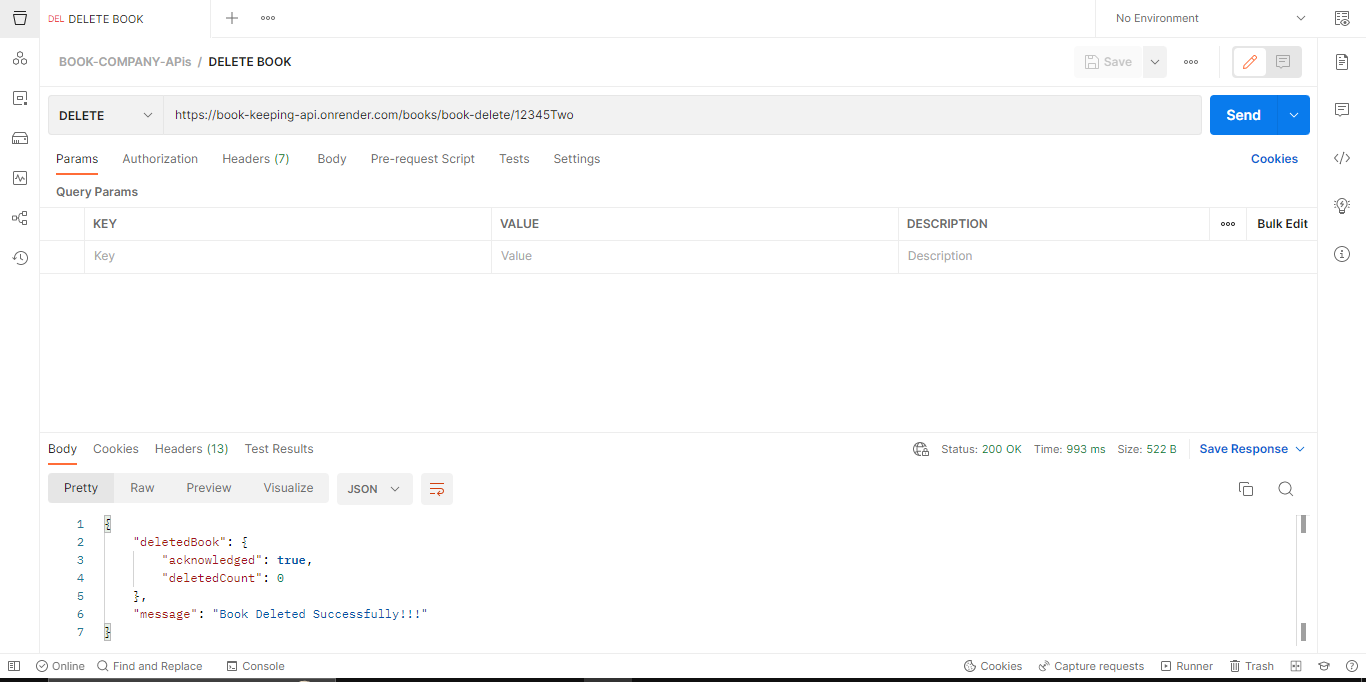 DEL DELETE BOOK
No Environment
BOOK-COMPANY-APIs / DELETE BOOK
Save
DELETE
https://book-keeping-api.onrender.com/books/book-delete/12345Two
Send
Params Authorization Headers (7) Body Pre-request Script Tests Settings Cookies
Query Params
KEY VALUE DESCRIPTION Bulk Edit
Key Value Description
Body Cookies Headers (13) Test Results Status: 200 OK Time: 993 ms Size: 522 B Save Response
Pretty Raw Preview Visualize JSON
1 {
2 "deletedBook": {
3 "acknowledged": true,
4 "deletedCount": 0
5 },
6 "message": "Book Deleted Successfully!!!"
7 }
Online Find and Replace Console Cookies Capture requests Runner Trash